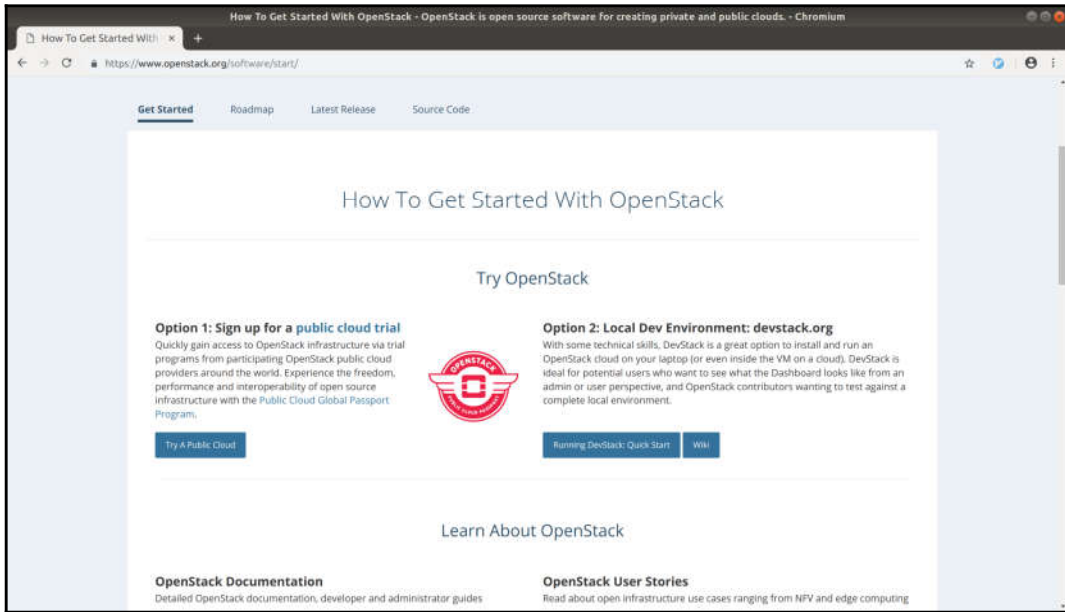 How To Get Started With OpenStack - OpenStack is open source software for creating private and public clouds. - Chromium
How To Get Started With
https://www.openstack.org/software/start/
Get Started Roadmap Latest Release Source Code
How To Get Started With OpenStack
Try OpenStack
Option 1: Sign up for a public cloud trial
Quickly gain access to OpenStack infrastructure via trial
programs from participating OpenStack public cloud
providers around the world. Experience the freedom,
performance and interoperability of open source
infrastructure with the Public Cloud Global Passport
Program.
Try A Public Cloud
OPENSTACK
PUBLIC CLOUD PASSPORT
Option 2: Local Dev Environment: devstack.org
With some technical skills, DevStack is a great option to install and run an
OpenStack cloud on your laptop (or even inside the VM on a cloud). DevStack is
ideal for potential users who want to see what the Dashboard looks like from an
admin or user perspective, and OpenStack contributors wanting to test against a
complete local environment.
Running DevStack: Quick Start Wiki
Learn About OpenStack
OpenStack Documentation
Detailed OpenStack documentation, developer and administrator guides
OpenStack User Stories
Read about open infrastructure use cases ranging from NFV and edge computing